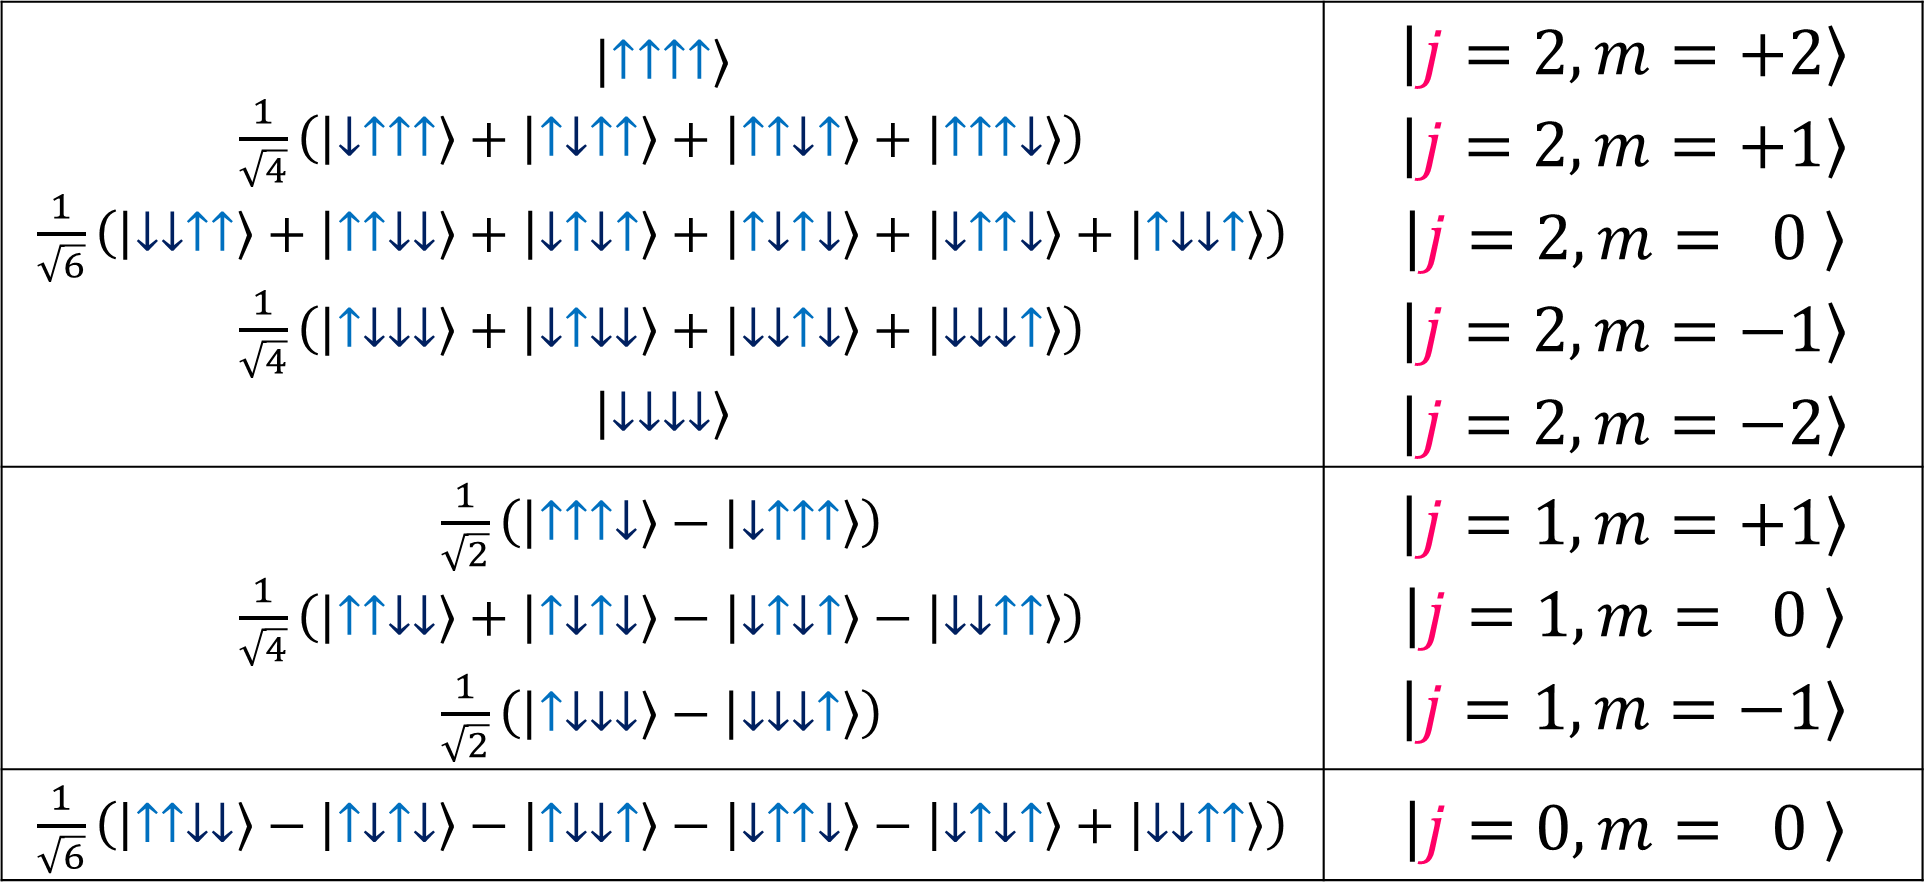 |↑↑↑↑⟩ |j = 2, m = +2⟩
1/√4 (|↓↑↑↑⟩ + |↑↓↑↑⟩ + |↑↑↓↑⟩ + |↑↑↑↓⟩) |j = 2, m = +1⟩
1/√6 (|↓↓↑↑⟩ + |↑↑↓↓⟩ + |↓↑↓↑⟩ + |↑↓↑↓⟩ + |↓↑↑↓⟩ + |↑↓↓↑⟩) |j = 2, m = 0 ⟩
1/√4 (|↑↓↓↓⟩ + |↓↑↓↓⟩ + |↓↓↑↓⟩ + |↓↓↓↑⟩) |j = 2, m = −1⟩
|↓↓↓↓⟩ |j = 2, m = −2⟩
1/√2 (|↑↑↑↓⟩ − |↓↑↑↑⟩) |j = 1, m = +1⟩
1/√4 (|↑↑↓↓⟩ + |↑↓↑↓⟩ − |↓↑↓↑⟩ − |↓↓↑↑⟩) |j = 1, m = 0 ⟩
1/√2 (|↑↓↓↓⟩ − |↓↓↓↑⟩) |j = 1, m = −1⟩
1/√6 (|↑↑↓↓⟩ − |↑↓↑↓⟩ − |↑↓↓↑⟩ − |↓↑↑↓⟩ − |↓↑↓↑⟩ + |↓↓↑↑⟩) |j = 0, m = 0 ⟩